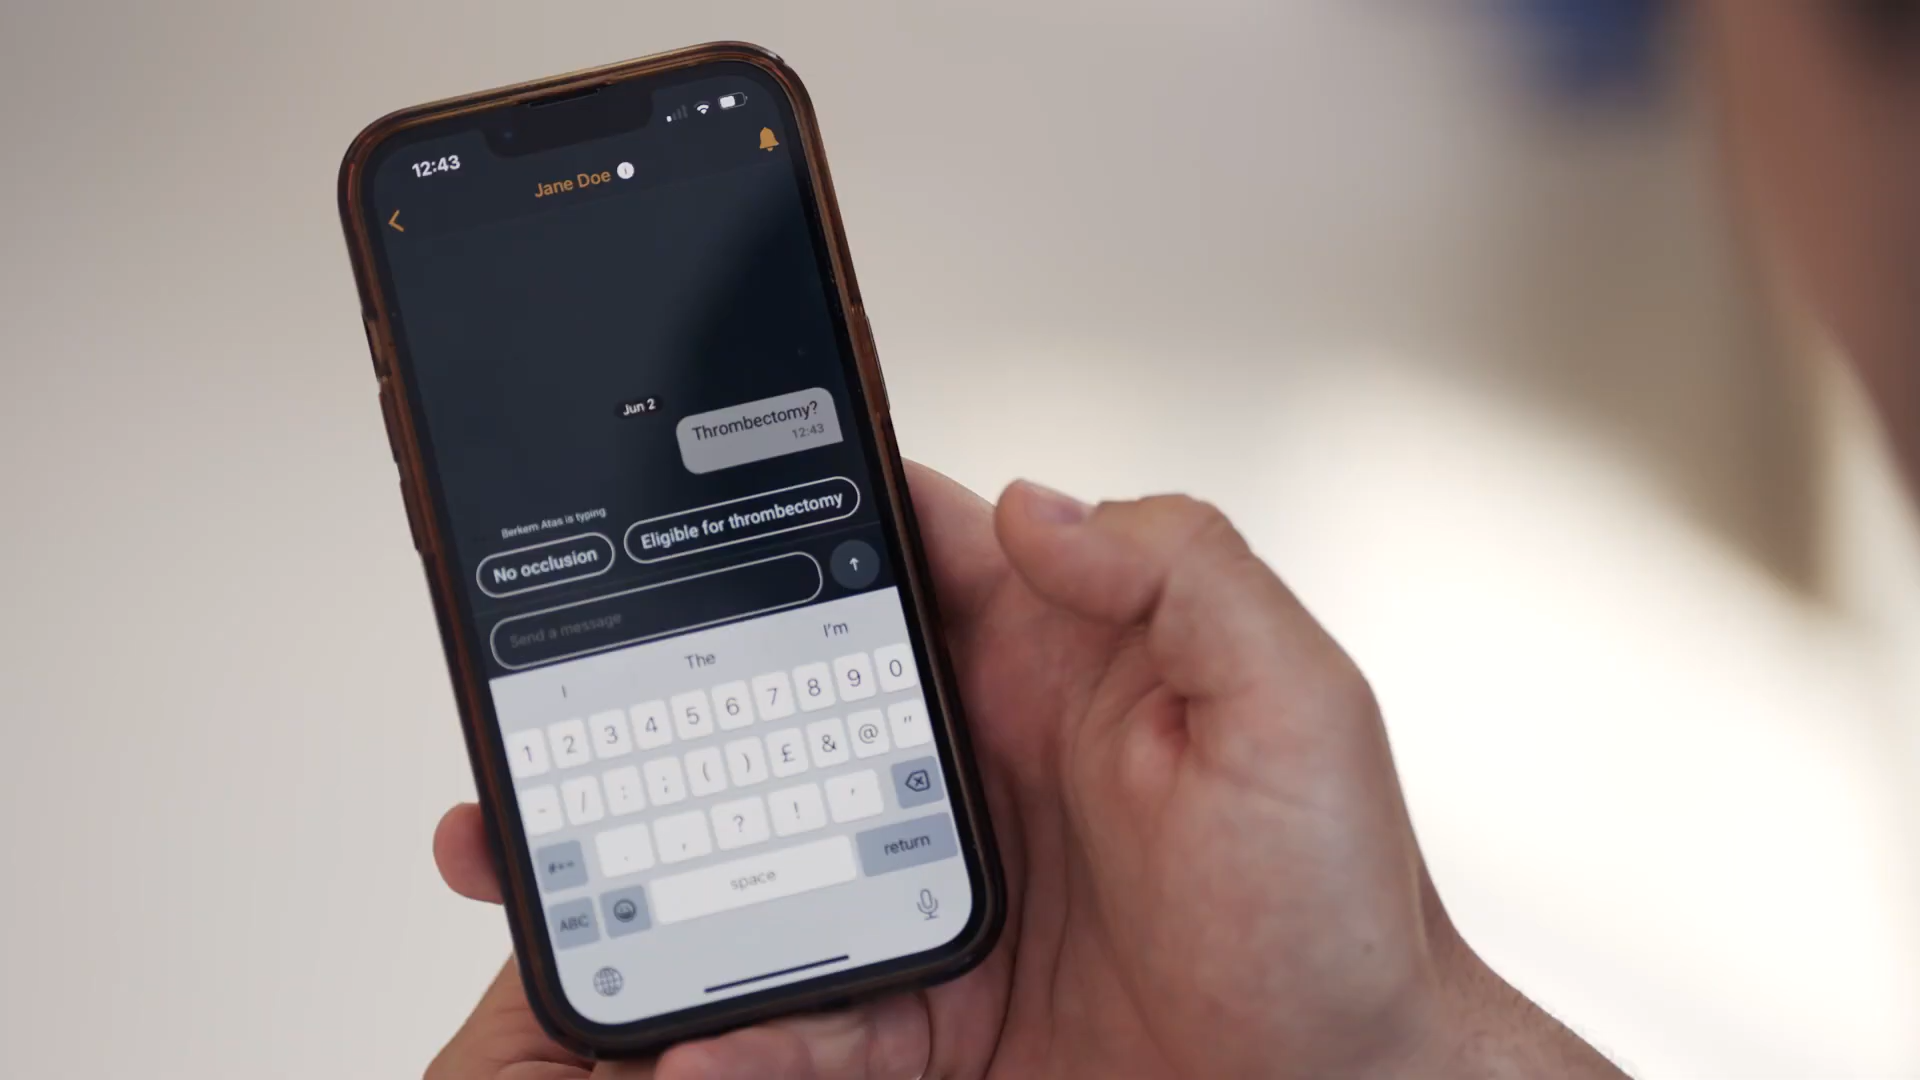 12:43
Jane Doe i
Jun 2
Thrombectomy?
12:43
Berkem Atas is typing
No occlusion
Eligible for thrombectomy
Send a message
I The I'm
1 2 3 4 5 6 7 8 9 0
- / : ; ( ) £ & @ "
#+= . , ? ! '
ABC space return